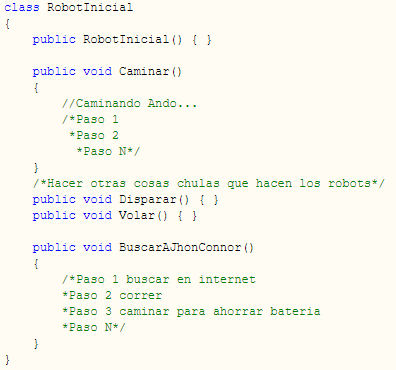 class RobotInicial
{
public RobotInicial() { }
public void Caminar()
{
//Caminando Ando...
/*Paso 1
*Paso 2
*Paso N*/
}
/*Hacer otras cosas chulas que hacen los robots*/
public void Disparar() { }
public void Volar() { }
public void BuscarAJhonConnor()
{
/*Paso 1 buscar en internet
*Paso 2 correr
*Paso 3 caminar para ahorrar bateria
*Paso N*/
}
}